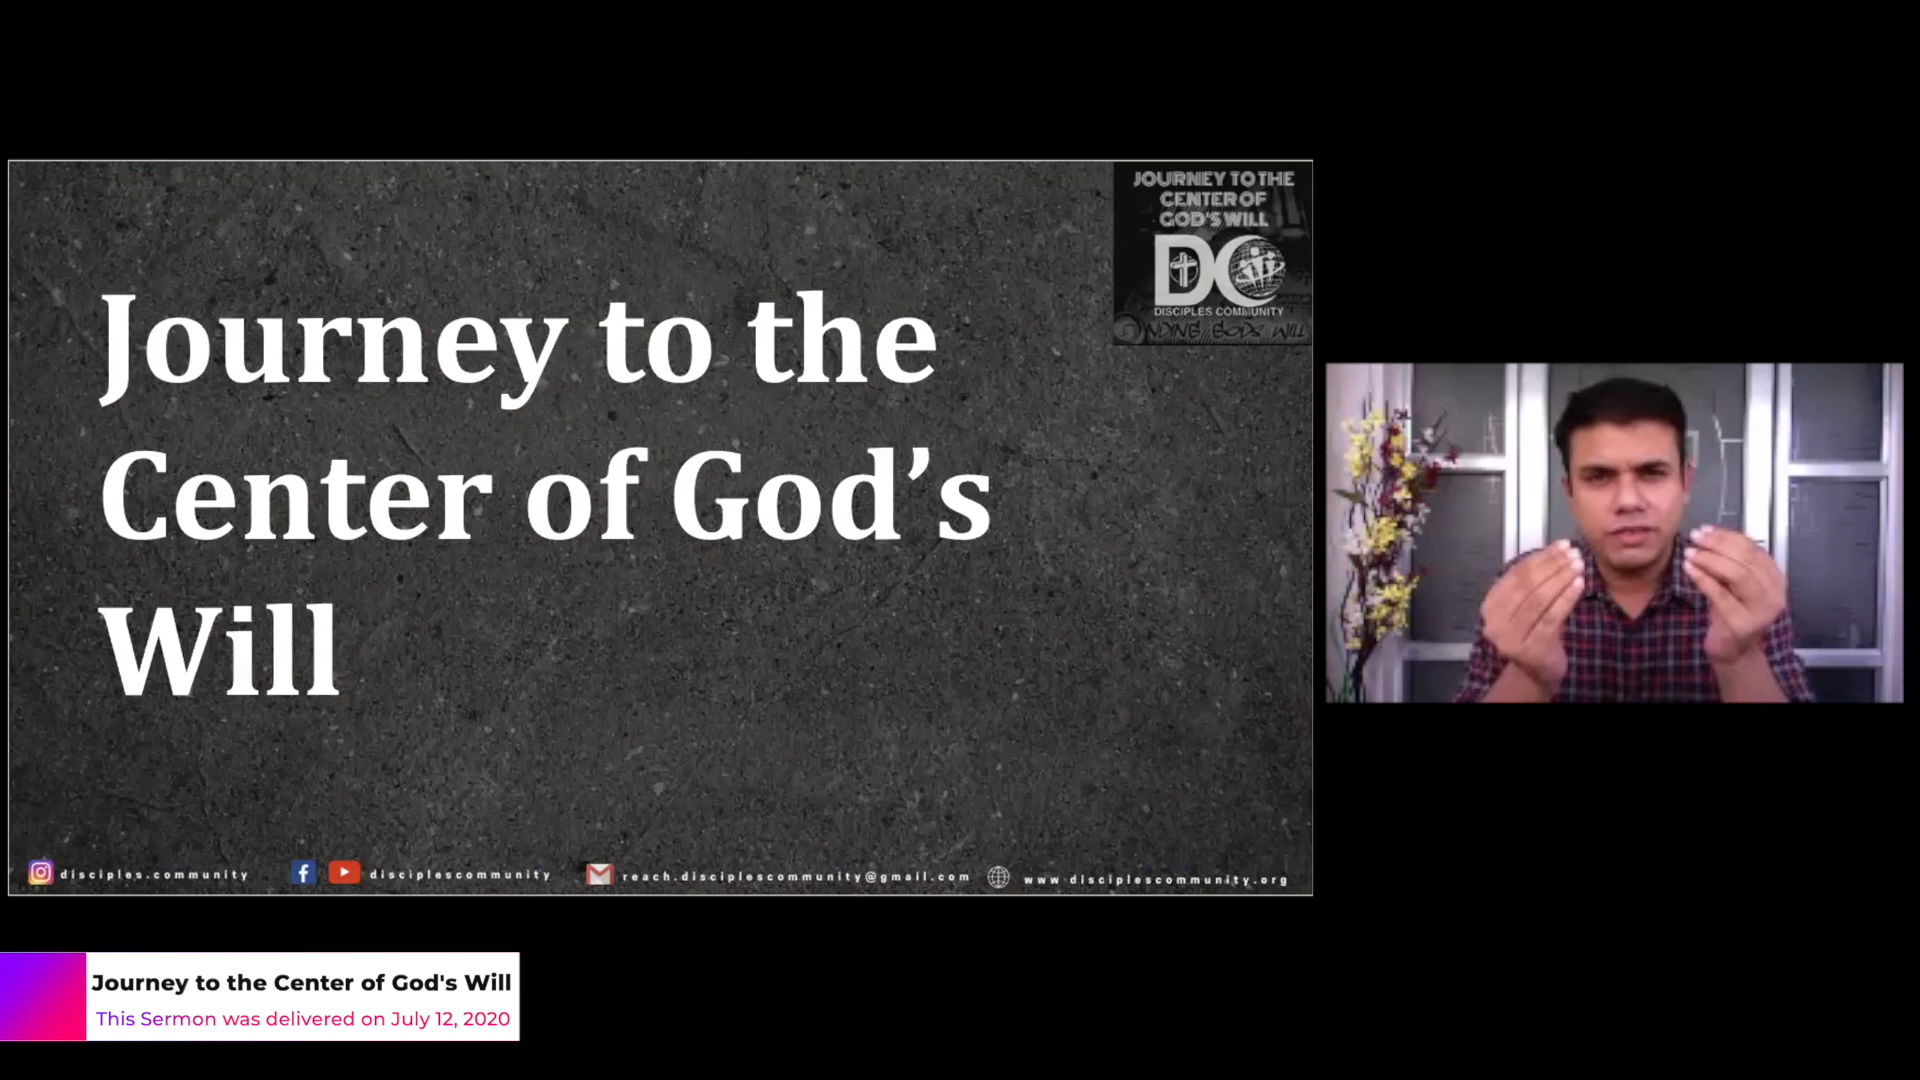 JOURNEY TO THE
CENTER OF
GOD'S WILL
DC
DISCIPLES COMMUNITY
GOD'S WILL
Journey to the
Center of God’s
Will
disciples.community
disciplescommunity
reach.disciplescommunity@gmail.com
www.disciplescommunity.org
Journey to the Center of God's Will
This Sermon was delivered on July 12, 2020